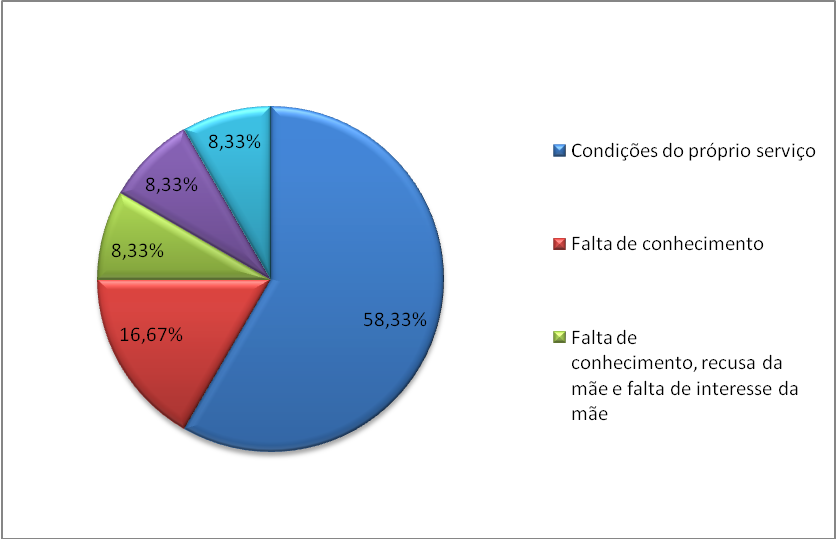 8,33%
8,33%
8,33%
16,67%
58,33%
Condições do próprio serviço
Falta de conhecimento
Falta de
conhecimento, recusa da
mãe e falta de interesse da
mãe